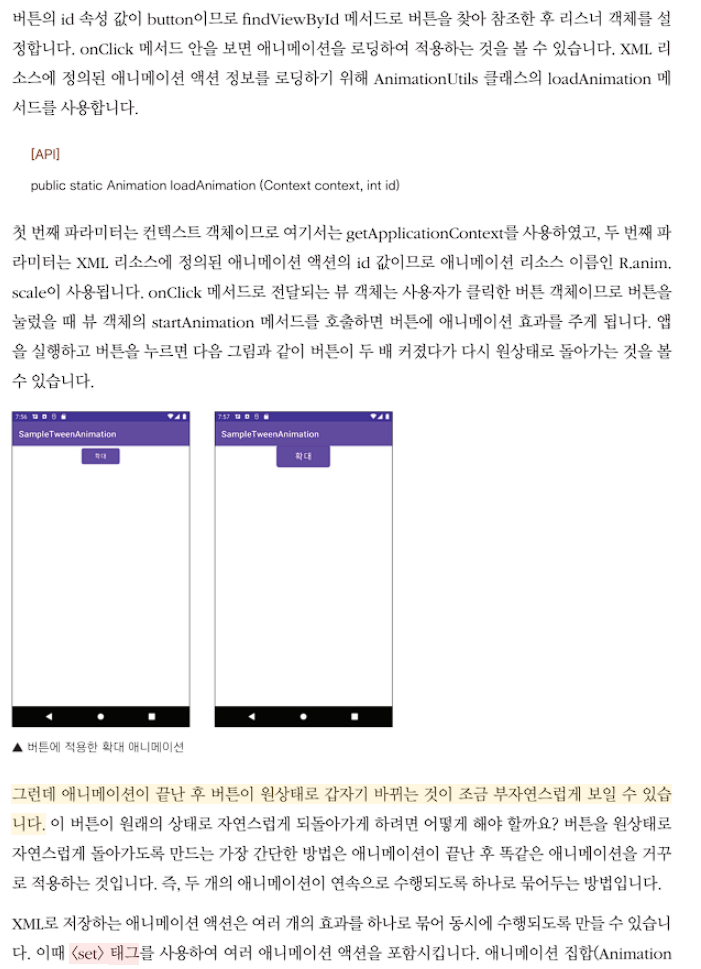 버튼의 id 속성 값이 button이므로 findViewById 메서드로 버튼을 찾아 참조한 후 리스너 객체를 설
정합니다. onClick 메서드 안을 보면 애니메이션을 로딩하여 적용하는 것을 볼 수 있습니다. XML 리
소스에 정의된 애니메이션 액션 정보를 로딩하기 위해 AnimationUtils 클래스의 loadAnimation 메
서드를 사용합니다.
[API]
public static Animation loadAnimation (Context context, int id)
첫 번째 파라미터는 컨텍스트 객체이므로 여기서는 getApplicationContext를 사용하였고, 두 번째 파
라미터는 XML 리소스에 정의된 애니메이션 액션의 id 값이므로 애니메이션 리소스 이름인 R.anim.
scale이 사용됩니다. onClick 메서드로 전달되는 뷰 객체는 사용자가 클릭한 버튼 객체이므로 버튼을
눌렀을 때 뷰 객체의 startAnimation 메서드를 호출하면 버튼에 애니메이션 효과를 주게 됩니다. 앱
을 실행하고 버튼을 누르면 다음 그림과 같이 버튼이 두 배 커졌다가 다시 원상태로 돌아가는 것을 볼
수 있습니다.
7:56
SampleTweenAnimation
확대
7:57
SampleTweenAnimation
확대
▲ 버튼에 적용한 확대 애니메이션
그런데 애니메이션이 끝난 후 버튼이 원상태로 갑자기 바뀌는 것이 조금 부자연스럽게 보일 수 있습
니다. 이 버튼이 원래의 상태로 자연스럽게 되돌아가게 하려면 어떻게 해야 할까요? 버튼을 원상태로
자연스럽게 돌아가도록 만드는 가장 간단한 방법은 애니메이션이 끝난 후 똑같은 애니메이션을 거꾸
로 적용하는 것입니다. 즉, 두 개의 애니메이션이 연속으로 수행되도록 하나로 묶어두는 방법입니다.
XML로 저장하는 애니메이션 액션은 여러 개의 효과를 하나로 묶어 동시에 수행되도록 만들 수 있습니
다. 이때 〈set〉 태그를 사용하여 여러 애니메이션 액션을 포함시킵니다. 애니메이션 집합(Animation